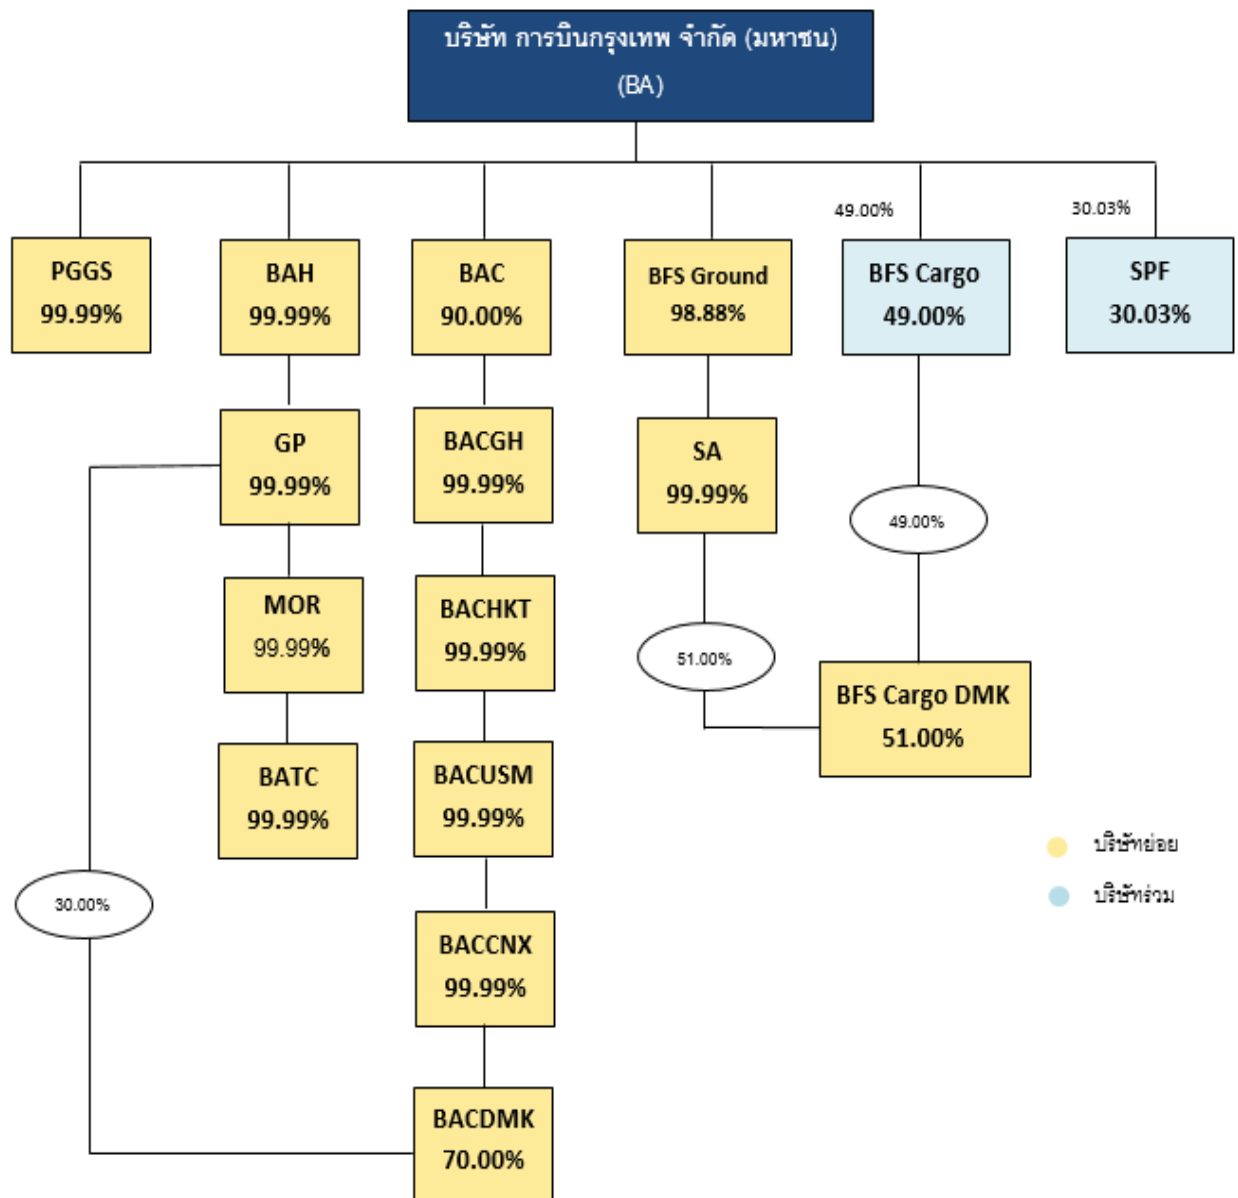 บริษัท การบินกรุงเทพ จำกัด (มหาชน)
(BA)
49.00%
30.03%
PGGS
99.99%
BAH
99.99%
BAC
90.00%
BFS Ground
98.88%
BFS Cargo
49.00%
SPF
30.03%
GP
99.99%
BACGH
99.99%
SA
99.99%
49.00%
MOR
99.99%
BACHKT
99.99%
51.00%
BFS Cargo DMK
51.00%
BATC
99.99%
BACUSM
99.99%
บริษัทย่อย
บริษัทร่วม
30.00%
BACCNX
99.99%
BACDMK
70.00%